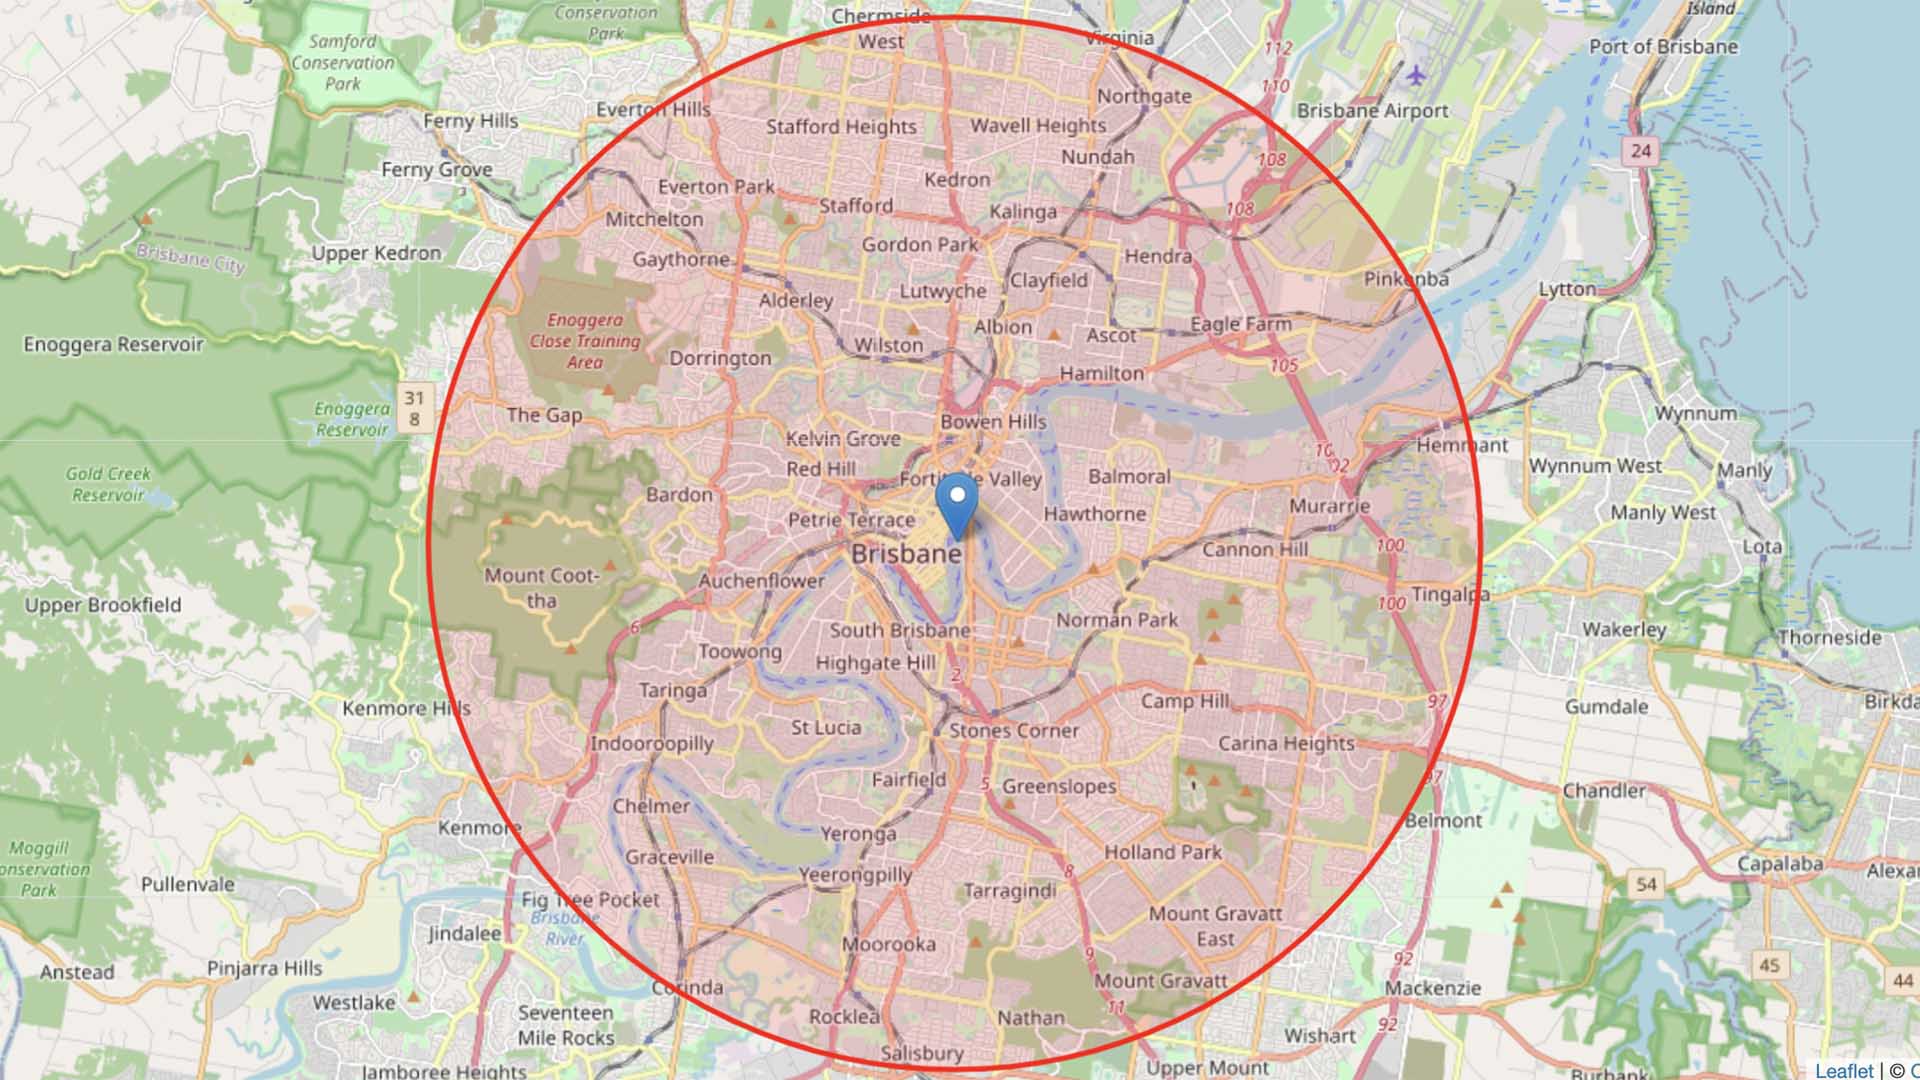 Conservation
Park
Chermside
West
Virginia
Island
Port of Brisbane
Samford
Conservation
Park
112
110
Northgate
Brisbane Airport
Everton Hills
Ferny Hills
Stafford Heights
Wavell Heights
24
Nundah
108
Ferny Grove
Everton Park
Kedron
Stafford
Kalinga
108
Mitchelton
Gordon Park
Brisbane City
Upper Kedron
Gaythorne
Hendra
Clayfield
Pinkenba
Lytton
Lutwyche
Alderley
Enoggera
Close Training
Area
Albion
Ascot
Eagle Farm
Enoggera Reservoir
Wilston
Dorrington
105
Hamilton
31
8
Enoggera
Reservoir
The Gap
Bowen Hills
Wynnum
Kelvin Grove
Hemmant
10
02
Red Hill
Wynnum West
Manly
Gold Creek
Reservoir
Valley
Balmoral
Bardon
Murarrie
Manly West
Petrie Terrace
Hawthorne
Brisbane
Cannon Hill
100
Lota
Mount Coot-
tha
Auchenflower
Tingalpa
100
Upper Brookfield
6
Norman Park
South Brisbane
Wakerley
Thorneside
Toowong
Highgate Hill
2
Taringa
Camp Hill
97
Kenmore Hills
Gumdale
Birkda
St Lucia
Stones Corner
Indooroopilly
Carina Heights
97
Fairfield
5
Greenslopes
Chandler
Chelmer
Kenmore
Yeronga
Belmont
Moggill
onservation
Park
Graceville
Holland Park
Capalaba
Alexa
8
Pullenvale
Yeerongpilly
54
Tarragindi
Fig Tree Pocket
Brisbane
River
Mount Gravatt
East
Jindalee
Moorooka
9
92
45
44
Anstead
Pinjarra Hills
Mount Gravatt
Corinda
Mackenzie
Westlake
11
Seventeen
Mile Rocks
Rocklea
Nathan
92
Wishart
Salisbury
Jamboree Heights
Upper Mount
Burbank
Leaflet | © O